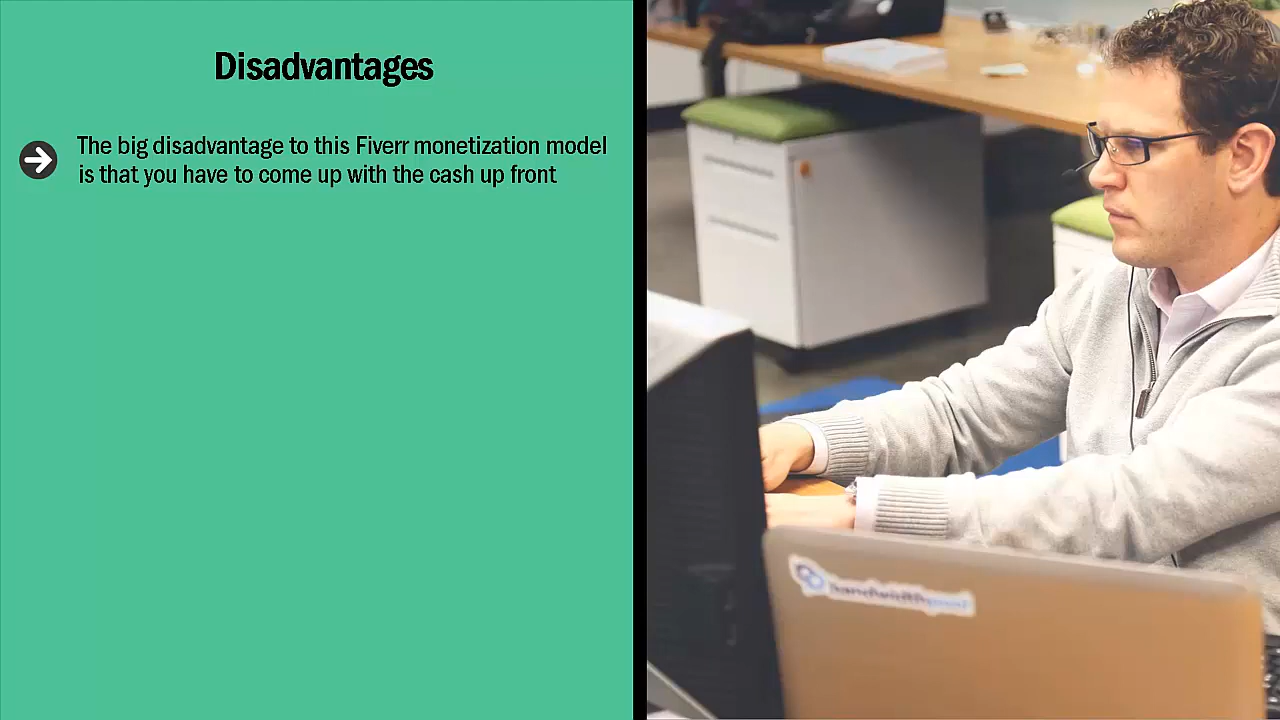 Disadvantages
The big disadvantage to this Fiverr monetization model
is that you have to come up with the cash up front